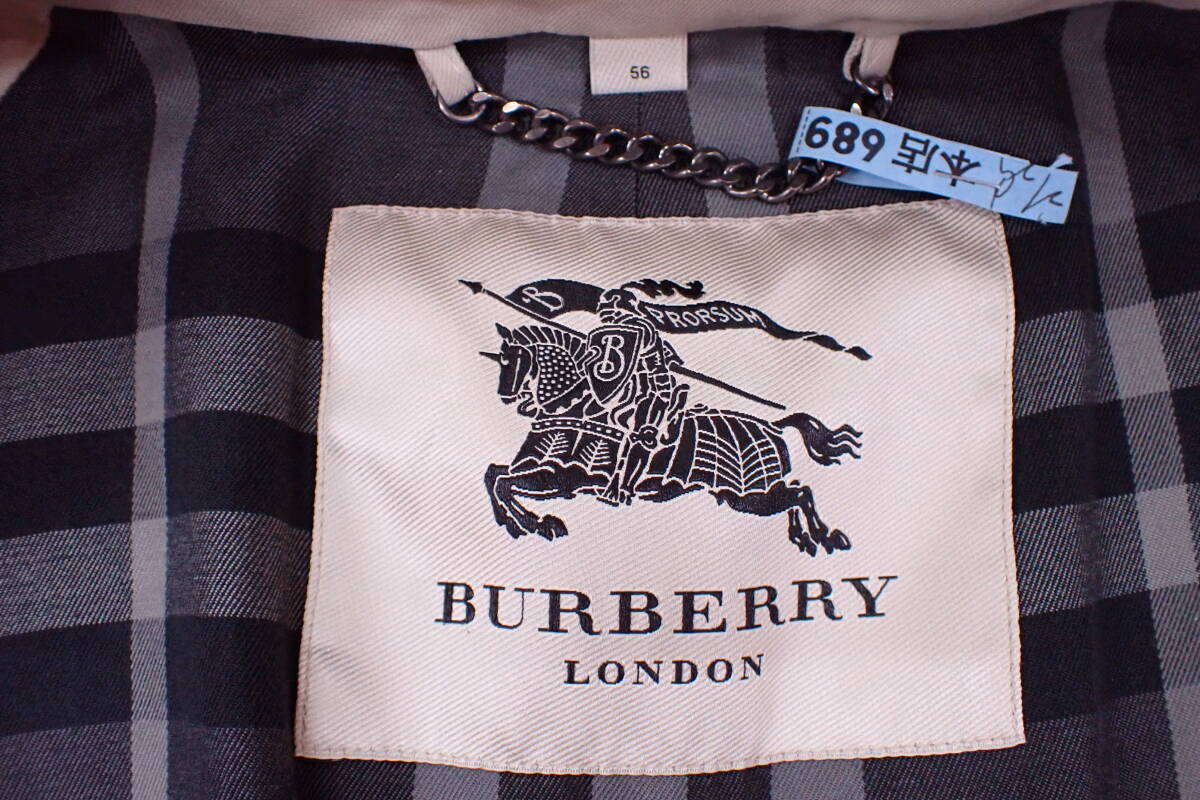 56
本店 689
B PRORSUM
B
BURBERRY
LONDON